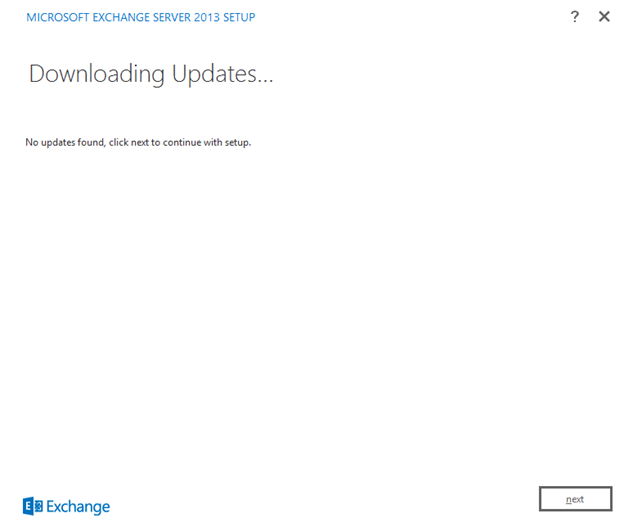 MICROSOFT EXCHANGE SERVER 2013 SETUP
?
Downloading Updates...
No updates found, click next to continue with setup.
Exchange
next